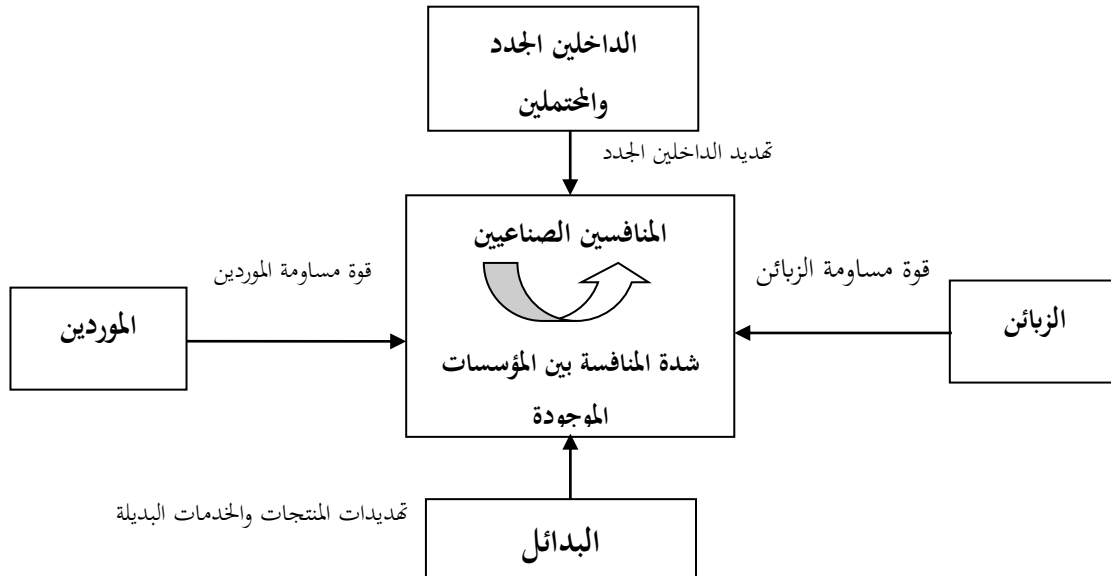 الداخلين الجدد
والمحتملين
تهديد الداخلين الجدد
المنافسين الصناعيين
قوة مساومة الزبائن
قوة مساومة الموردين
الزبائن
الموردين
شدة المنافسة بين المؤسسات
الموجودة
تهديدات المنتجات والخدمات البديلة
البدائل